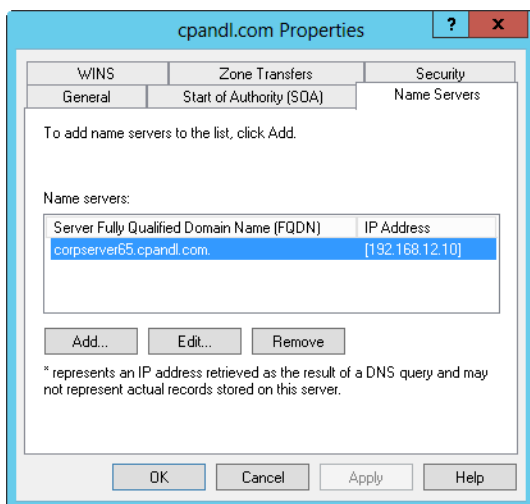 cpandl.com Properties
? x
WINS Zone Transfers Security
General Start of Authority (SOA) Name Servers
To add name servers to the list, click Add.
Name servers:
Server Fully Qualified Domain Name (FQDN) IP Address
corpserver65.cpandl.com. [192.168.12.10]
Add... Edit... Remove
* represents an IP address retrieved as the result of a DNS query and may
not represent actual records stored on this server.
OK Cancel Apply Help